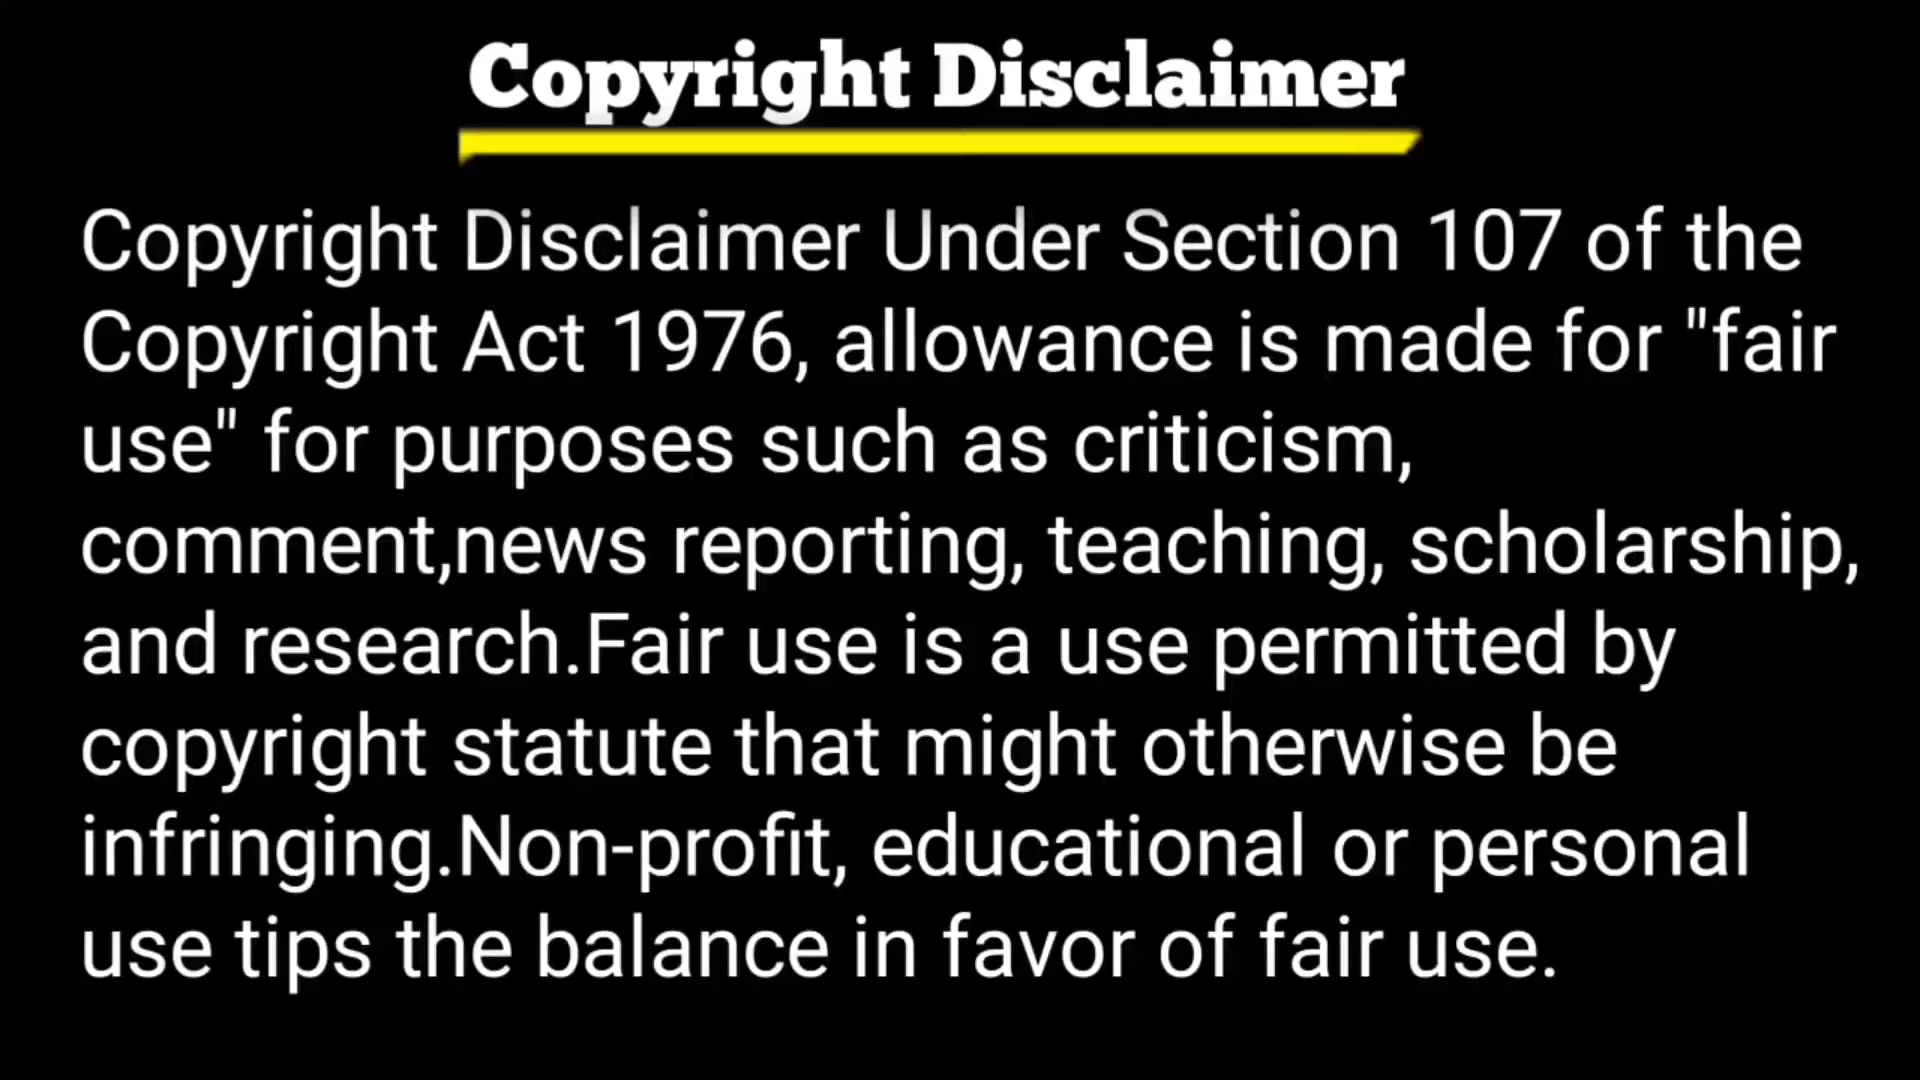 Copyright Disclaimer
Copyright Disclaimer Under Section 107 of the
Copyright Act 1976, allowance is made for "fair
use" for purposes such as criticism,
comment,news reporting, teaching, scholarship,
and research.Fair use is a use permitted by
copyright statute that might otherwise be
infringing.Non-profit, educational or personal
use tips the balance in favor of fair use.